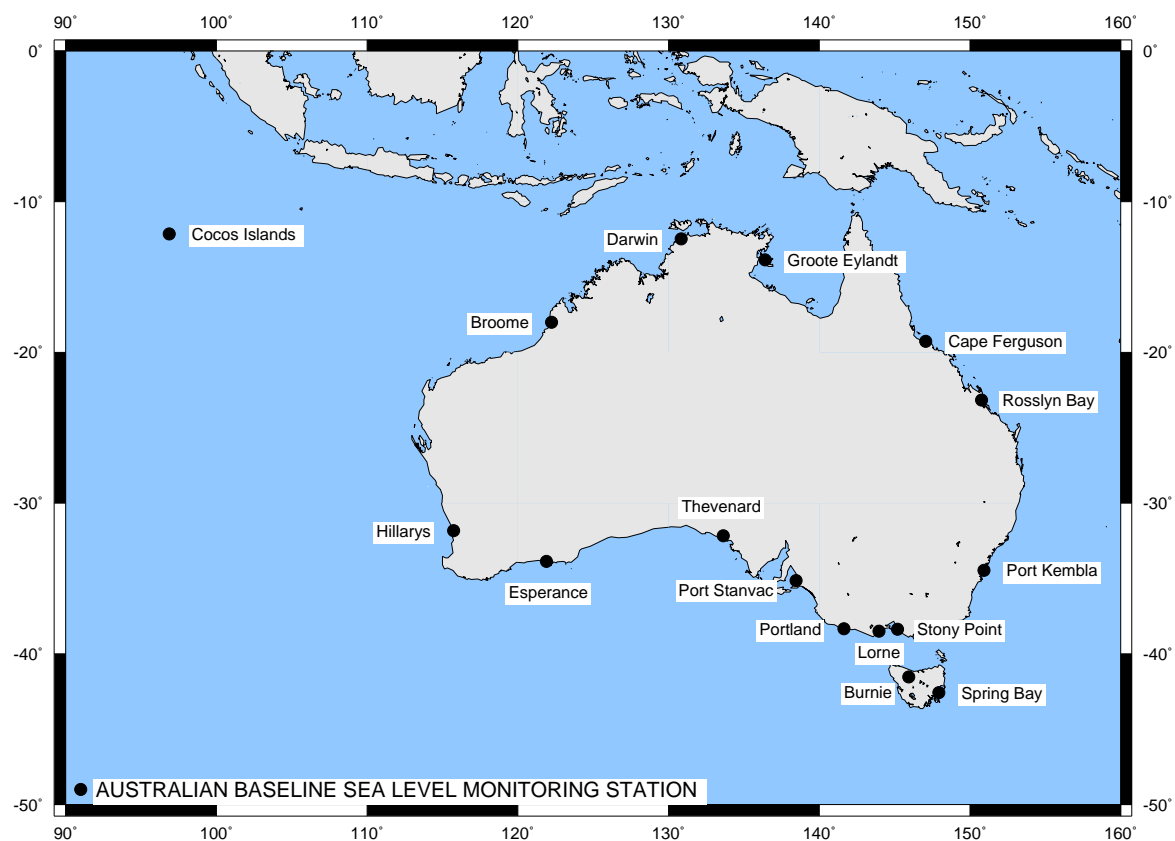 90˚ 100˚ 110˚ 120˚ 130˚ 140˚ 150˚ 160˚
0˚ 0˚
-10˚ -10˚
Cocos Islands
Darwin
Groote Eylandt
Broome
Cape Ferguson
-20˚ -20˚
Rosslyn Bay
-30˚ -30˚
Thevenard
Hillarys
Port Kembla
Esperance
Port Stanvac
Portland
Stony Point
Lorne
-40˚ -40˚
Burnie
Spring Bay
AUSTRALIAN BASELINE SEA LEVEL MONITORING STATION
-50˚ -50˚
90˚ 100˚ 110˚ 120˚ 130˚ 140˚ 150˚ 160˚